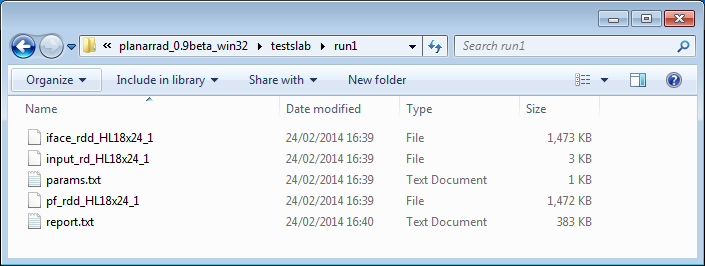 « planarrad_0.9beta_win32 testslab run1 Search run1
Organize Include in library Share with New folder
Name Date modified Type Size
iface_rdd_HL18x24_1 24/02/2014 16:39 File 1,473 KB
input_rd_HL18x24_1 24/02/2014 16:39 File 3 KB
params.txt 24/02/2014 16:39 Text Document 1 KB
pf_rdd_HL18x24_1 24/02/2014 16:39 File 1,472 KB
report.txt 24/02/2014 16:40 Text Document 383 KB